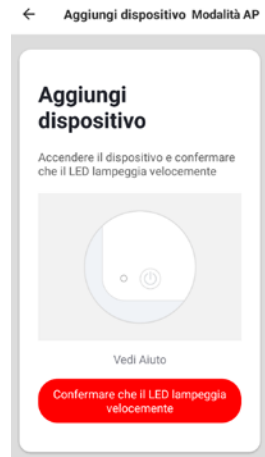 Aggiungi dispositivo Modalità AP
Aggiungi
dispositivo
Accendere il dispositivo e confermare
che il LED lampeggia velocemente
Vedi Aiuto
Confermare che il LED lampeggia
velocemente